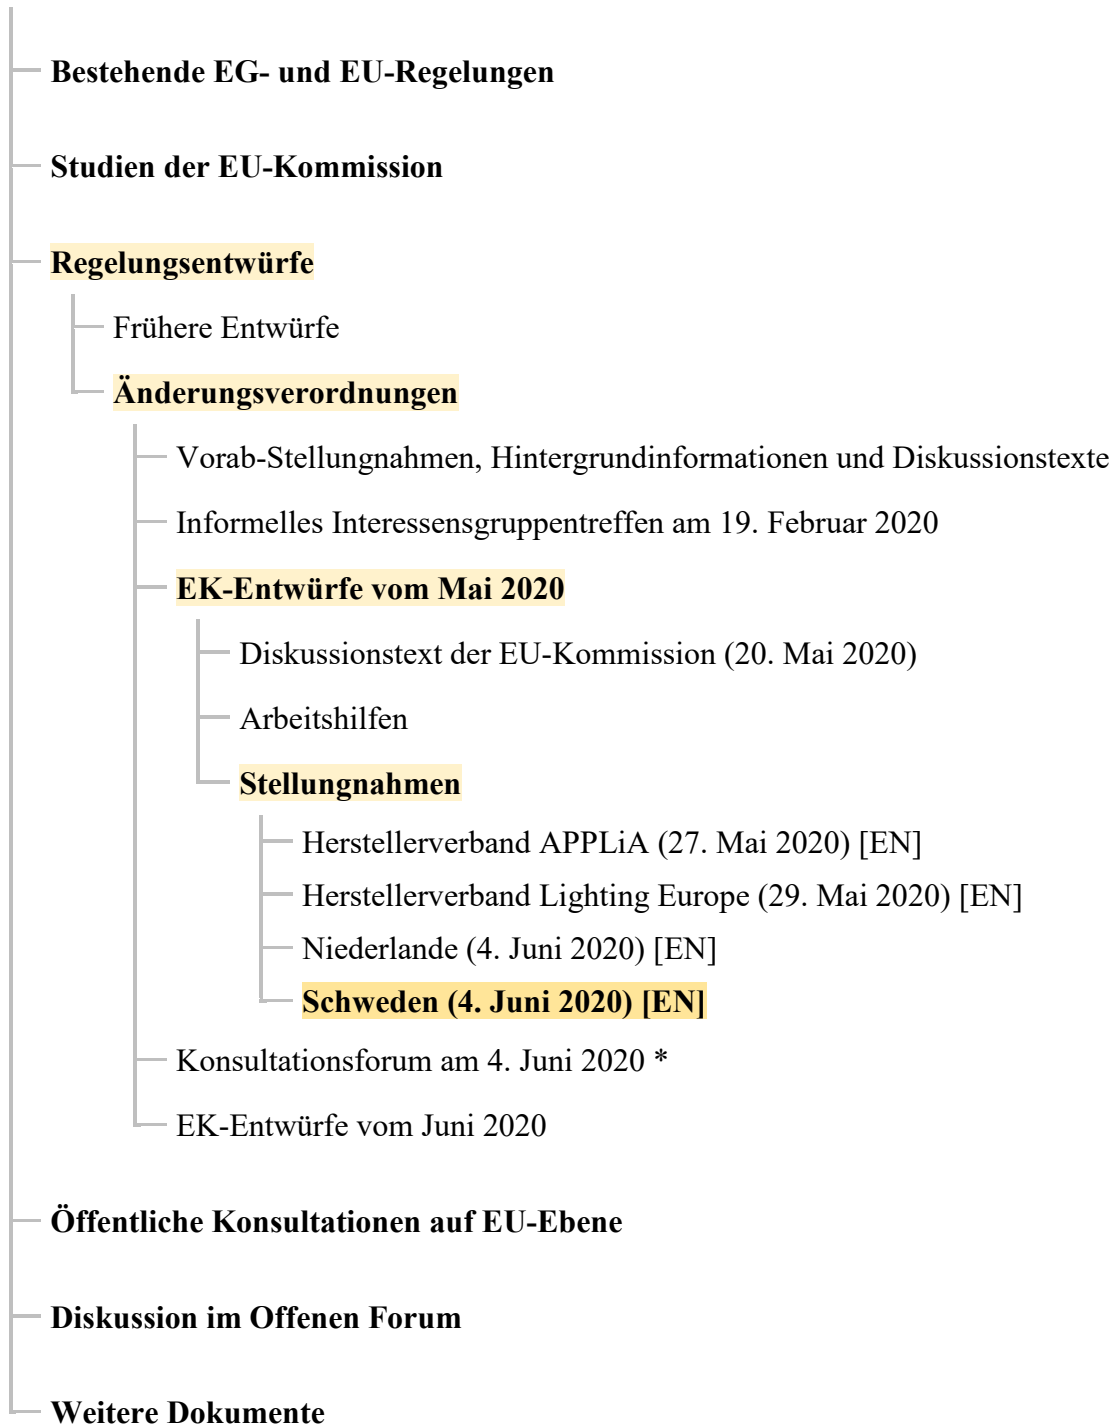 Bestehende EG- und EU-Regelungen
Studien der EU-Kommission
Regelungsentwürfe
Frühere Entwürfe
Änderungsverordnungen
Vorab-Stellungnahmen, Hintergrundinformationen und Diskussionstexte
Informelles Interessensgruppentreffen am 19. Februar 2020
EK-Entwürfe vom Mai 2020
Diskussionstext der EU-Kommission (20. Mai 2020)
Arbeitshilfen
Stellungnahmen
Herstellerverband APPLiA (27. Mai 2020) [EN]
Herstellerverband Lighting Europe (29. Mai 2020) [EN]
Niederlande (4. Juni 2020) [EN]
Schweden (4. Juni 2020) [EN]
Konsultationsforum am 4. Juni 2020 *
EK-Entwürfe vom Juni 2020
Öffentliche Konsultationen auf EU-Ebene
Diskussion im Offenen Forum
Weitere Dokumente